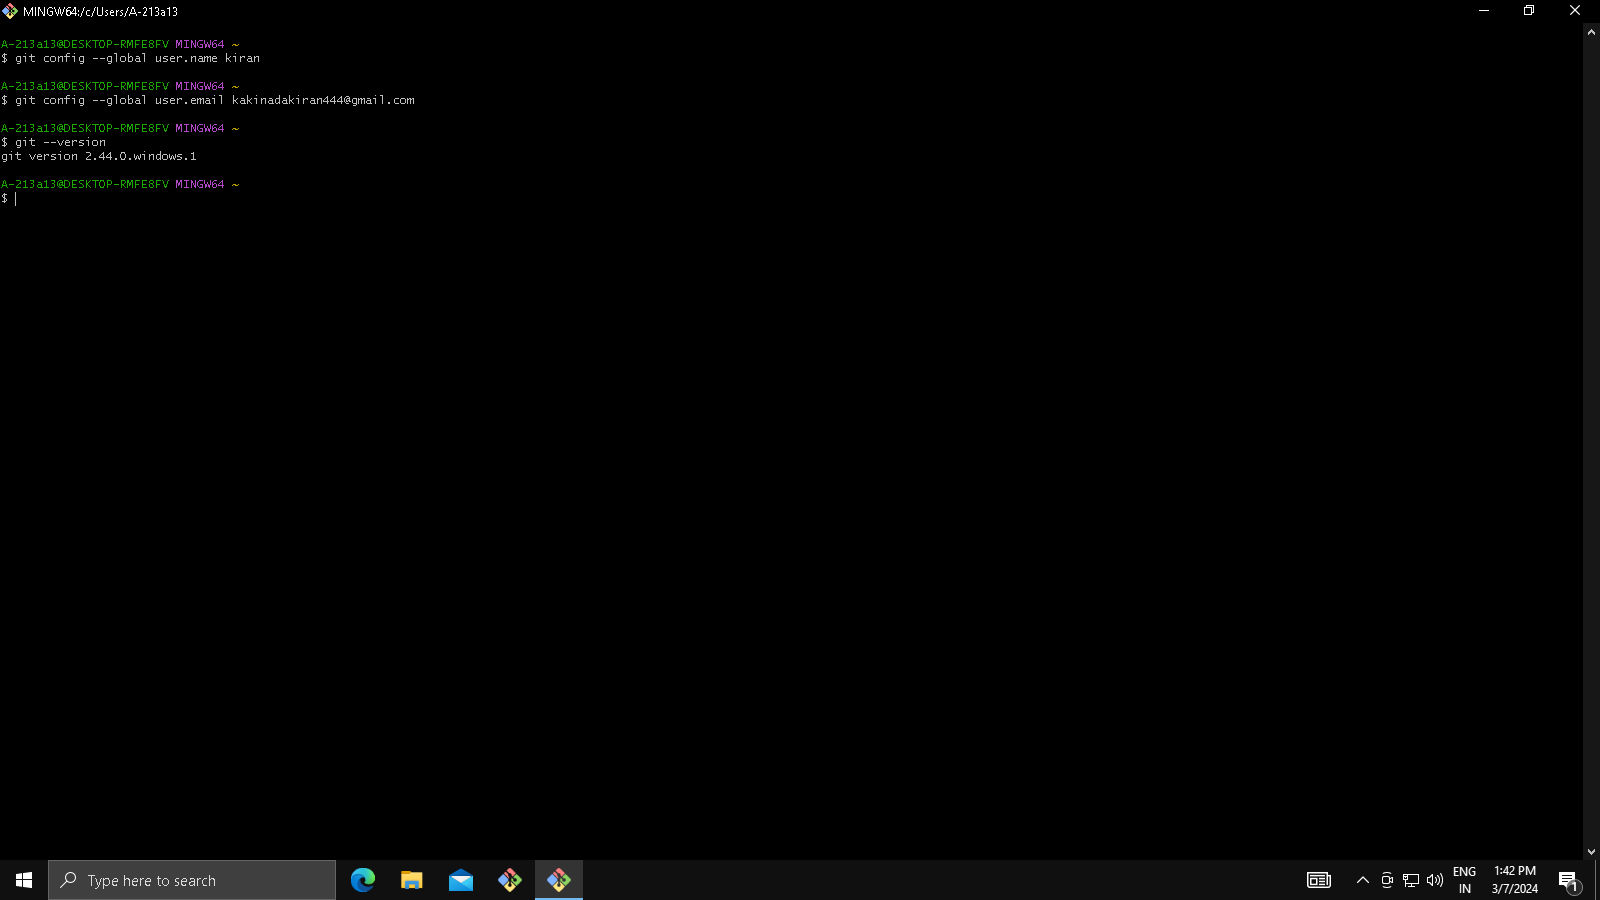 MINGW64:/c/Users/A-213a13
A-213a13@DESKTOP-RMFE8FV MINGW64 ~
$ git config --global user.name kiran
A-213a13@DESKTOP-RMFE8FV MINGW64 ~
$ git config --global user.email kakinadakiran444@gmail.com
A-213a13@DESKTOP-RMFE8FV MINGW64 ~
$ git --version
git version 2.44.0.windows.1
A-213a13@DESKTOP-RMFE8FV MINGW64 ~
$
Type here to search
ENG
IN
1:42 PM
3/7/2024
1